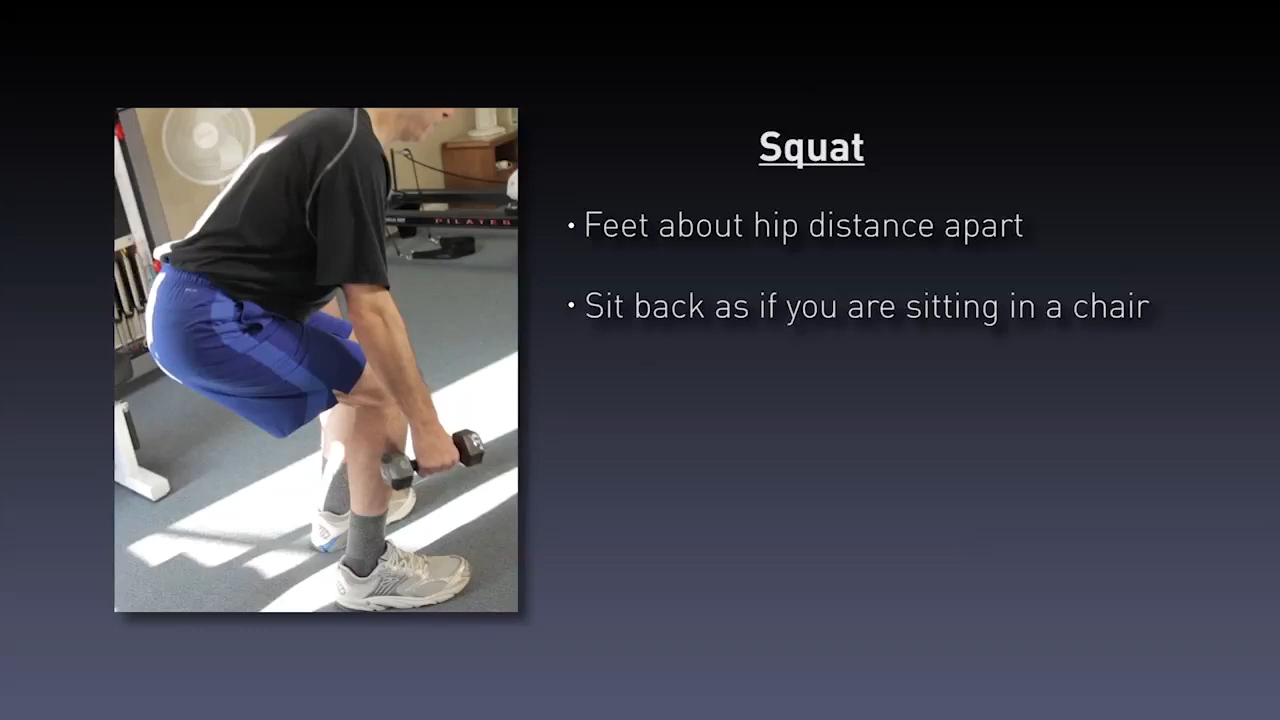 Squat
• Feet about hip distance apart
• Sit back as if you are sitting in a chair
PILATES